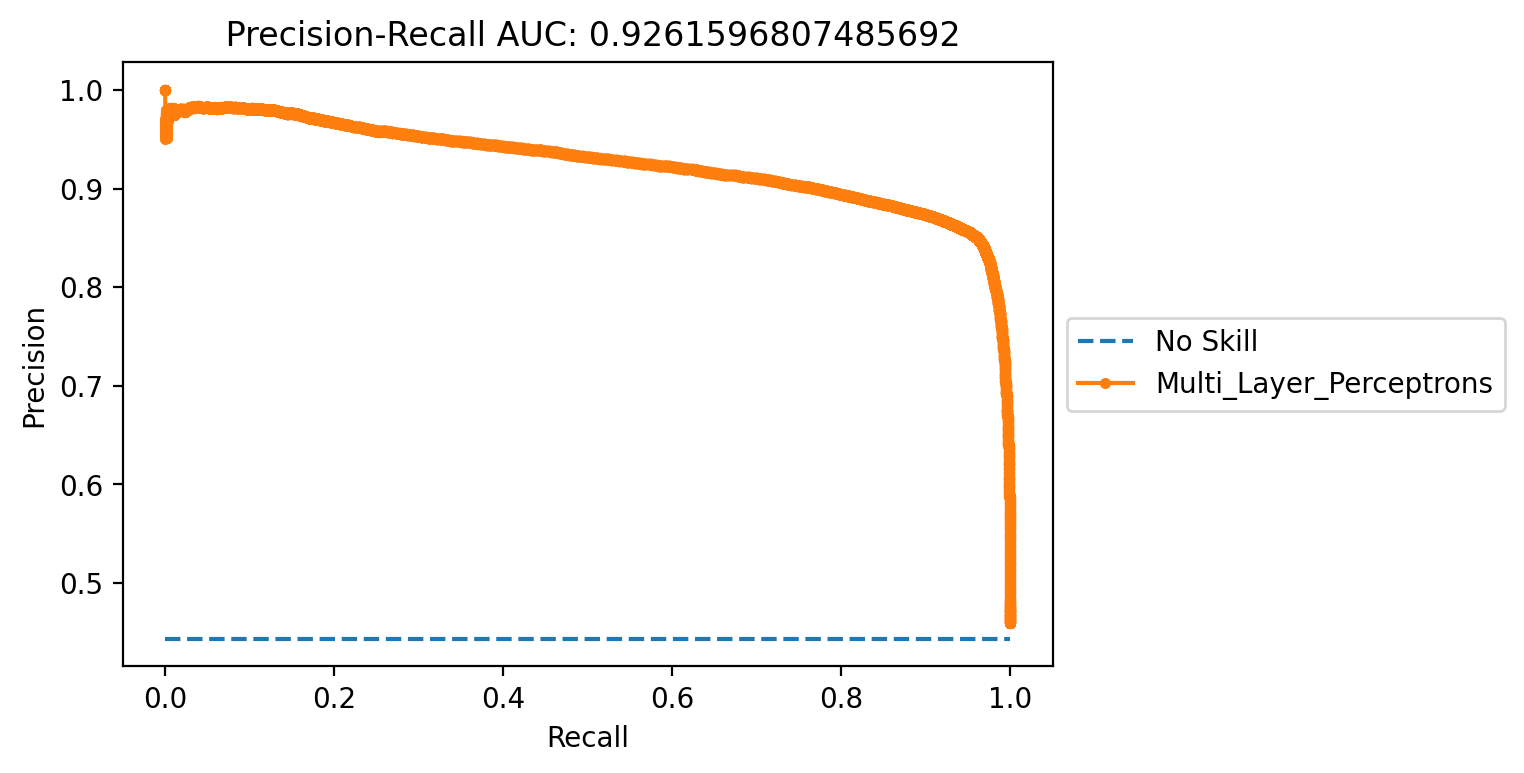 Precision-Recall AUC: 0.9261596807485692
1.0
0.9
0.8
0.7
0.6
0.5
Precision
0.0 0.2 0.4 0.6 0.8 1.0
Recall
No Skill
Multi_Layer_Perceptrons